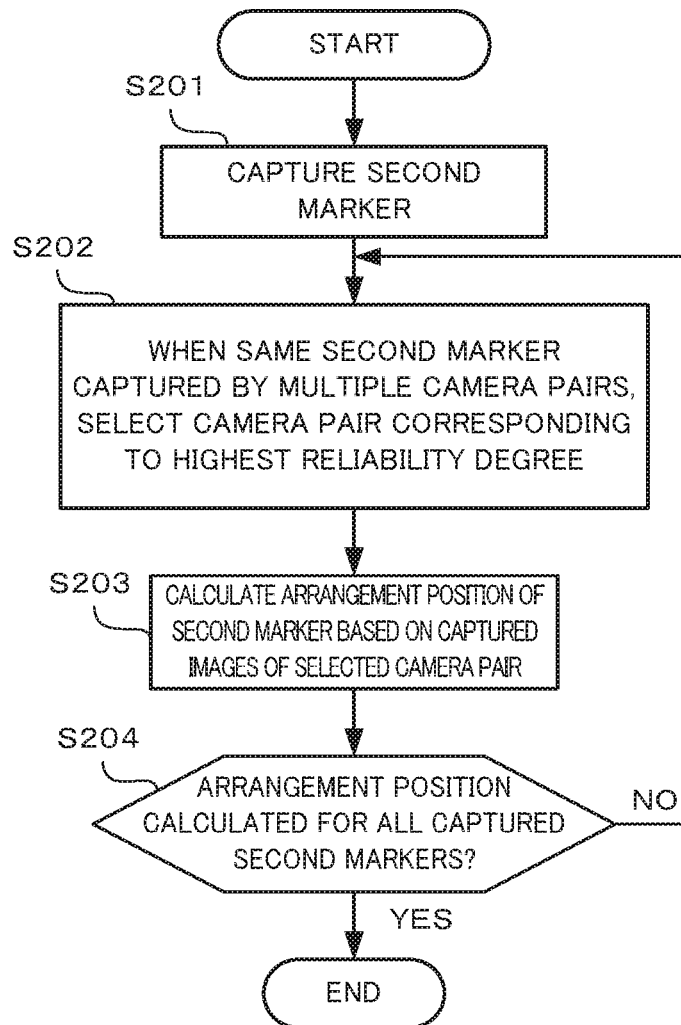 START
S201
CAPTURE SECOND
MARKER
S202
WHEN SAME SECOND MARKER
CAPTURED BY MULTIPLE CAMERA PAIRS,
SELECT CAMERA PAIR CORRESPONDING
TO HIGHEST RELIABILITY DEGREE
S203
CALCULATE ARRANGEMENT POSITION OF
SECOND MARKER BASED ON CAPTURED
IMAGES OF SELECTED CAMERA PAIR
S204
ARRANGEMENT POSITION
CALCULATED FOR ALL CAPTURED
SECOND MARKERS?
NO
YES
END